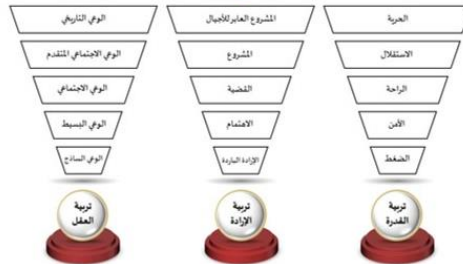 الحرية
الاستقلال
الراحة
الأمن
الضغط
تربية
القدرة
المشروع العابر للأجيال
المشروع
القضية
الاهتمام
الإرادة الباردة
تربية
الإرادة
الوعي التاريخي
الوعي الاجتماعي المتقدم
الوعي الاجتماعي
الوعي البسيط
الوعي الساذج
تربية
العقل